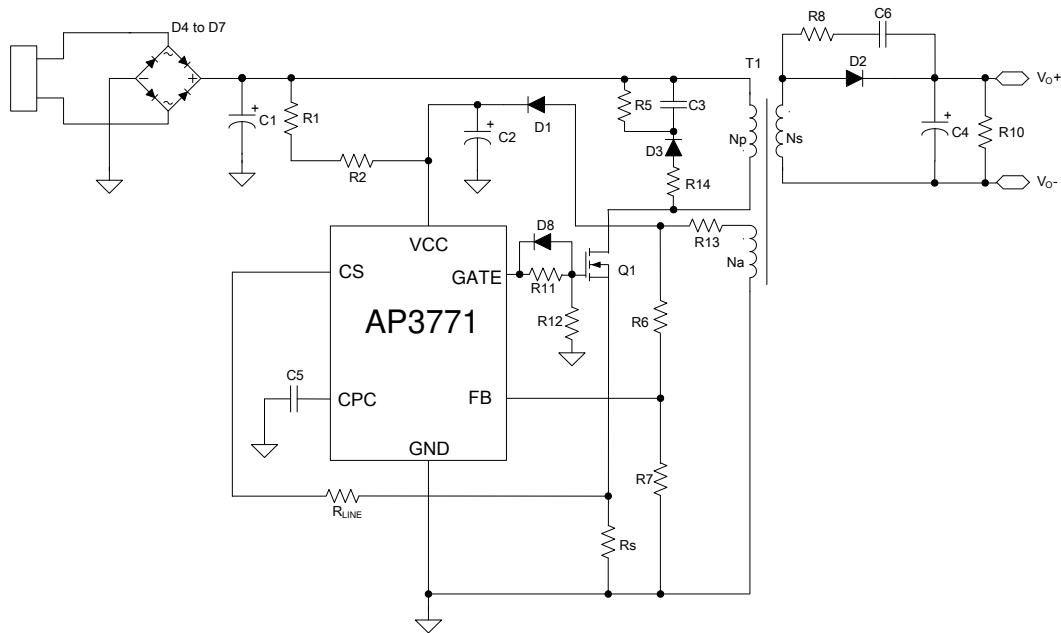 D4 to D7
R8
C6
T1
D2
VO+
+
C1
R1
+
C2
D1
R5
C3
Np
Ns
+
C4
R10
D3
R2
R14
VO-
VCC
D8
R13
Na
CS
GATE
R11
Q1
AP3771
R12
R6
C5
CPC
FB
GND
R7
RLINE
Rs